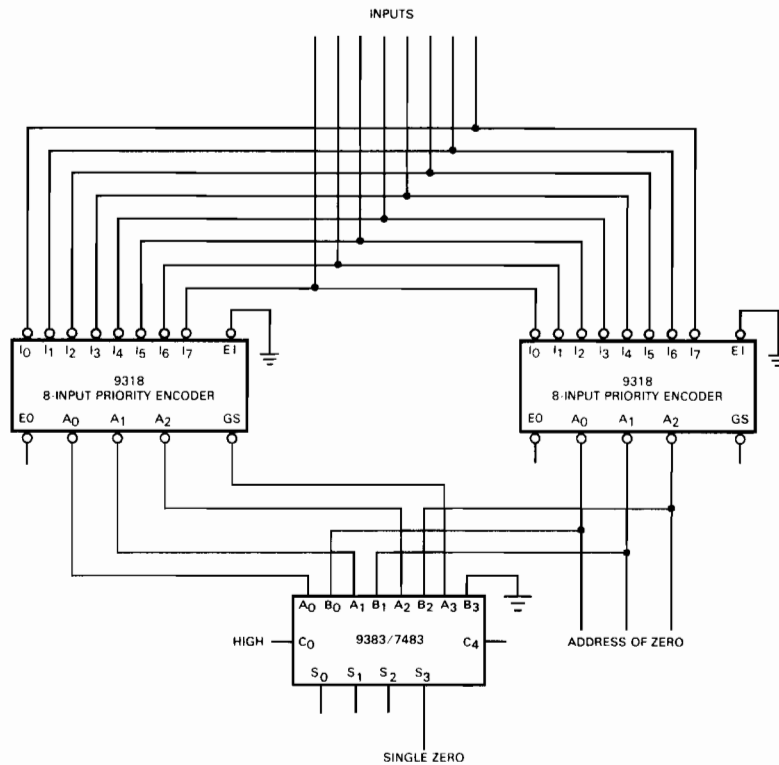 INPUTS
I0 I1 I2 I3 I4 I5 I6 I7 EI
9318
8-INPUT PRIORITY ENCODER
EO A0 A1 A2 GS
I0 I1 I2 I3 I4 I5 I6 I7 EI
9318
8-INPUT PRIORITY ENCODER
EO A0 A1 A2 GS
A0 B0 A1 B1 A2 B2 A3 B3
HIGH C0 9383/7483 C4
S0 S1 S2 S3
ADDRESS OF ZERO
SINGLE ZERO